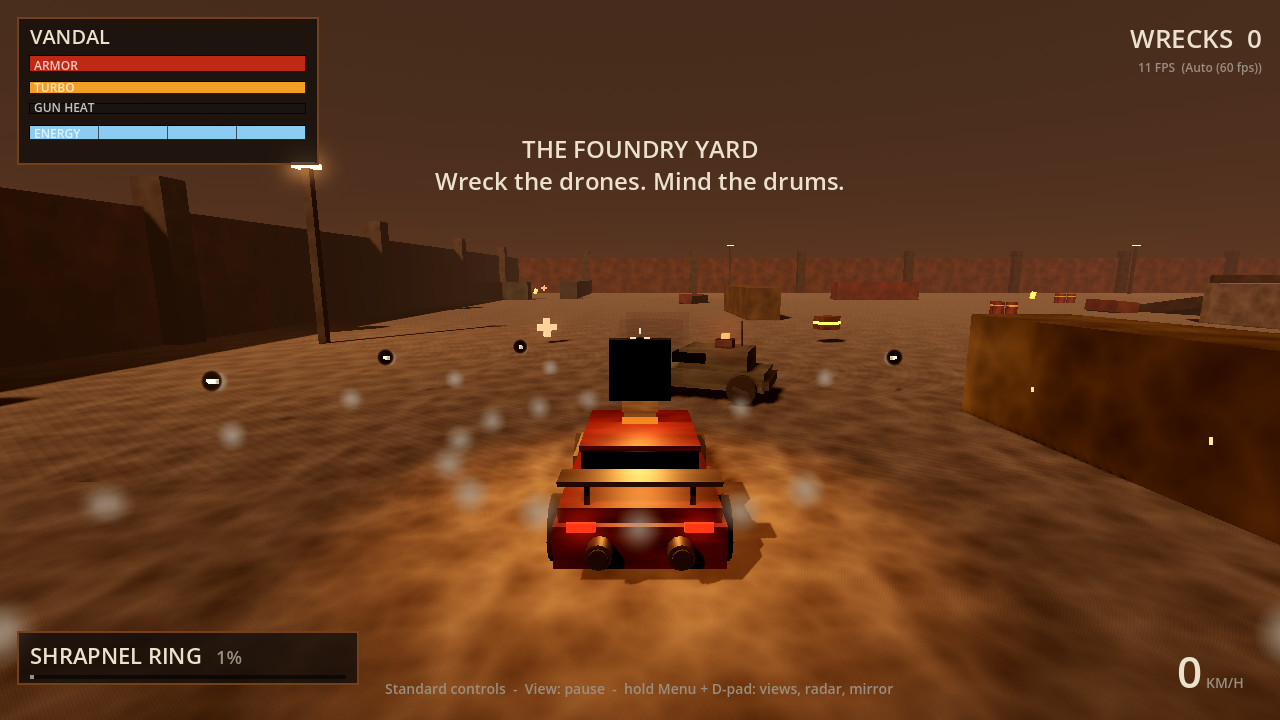 VANDAL
ARMOR
TURBO
GUN HEAT
ENERGY
WRECKS 0
11 FPS (Auto (60 fps))
THE FOUNDRY YARD
Wreck the drones. Mind the drums.
SHRAPNEL RING 1%
Standard controls - View: pause - hold Menu + D-pad: views, radar, mirror
0 KM/H